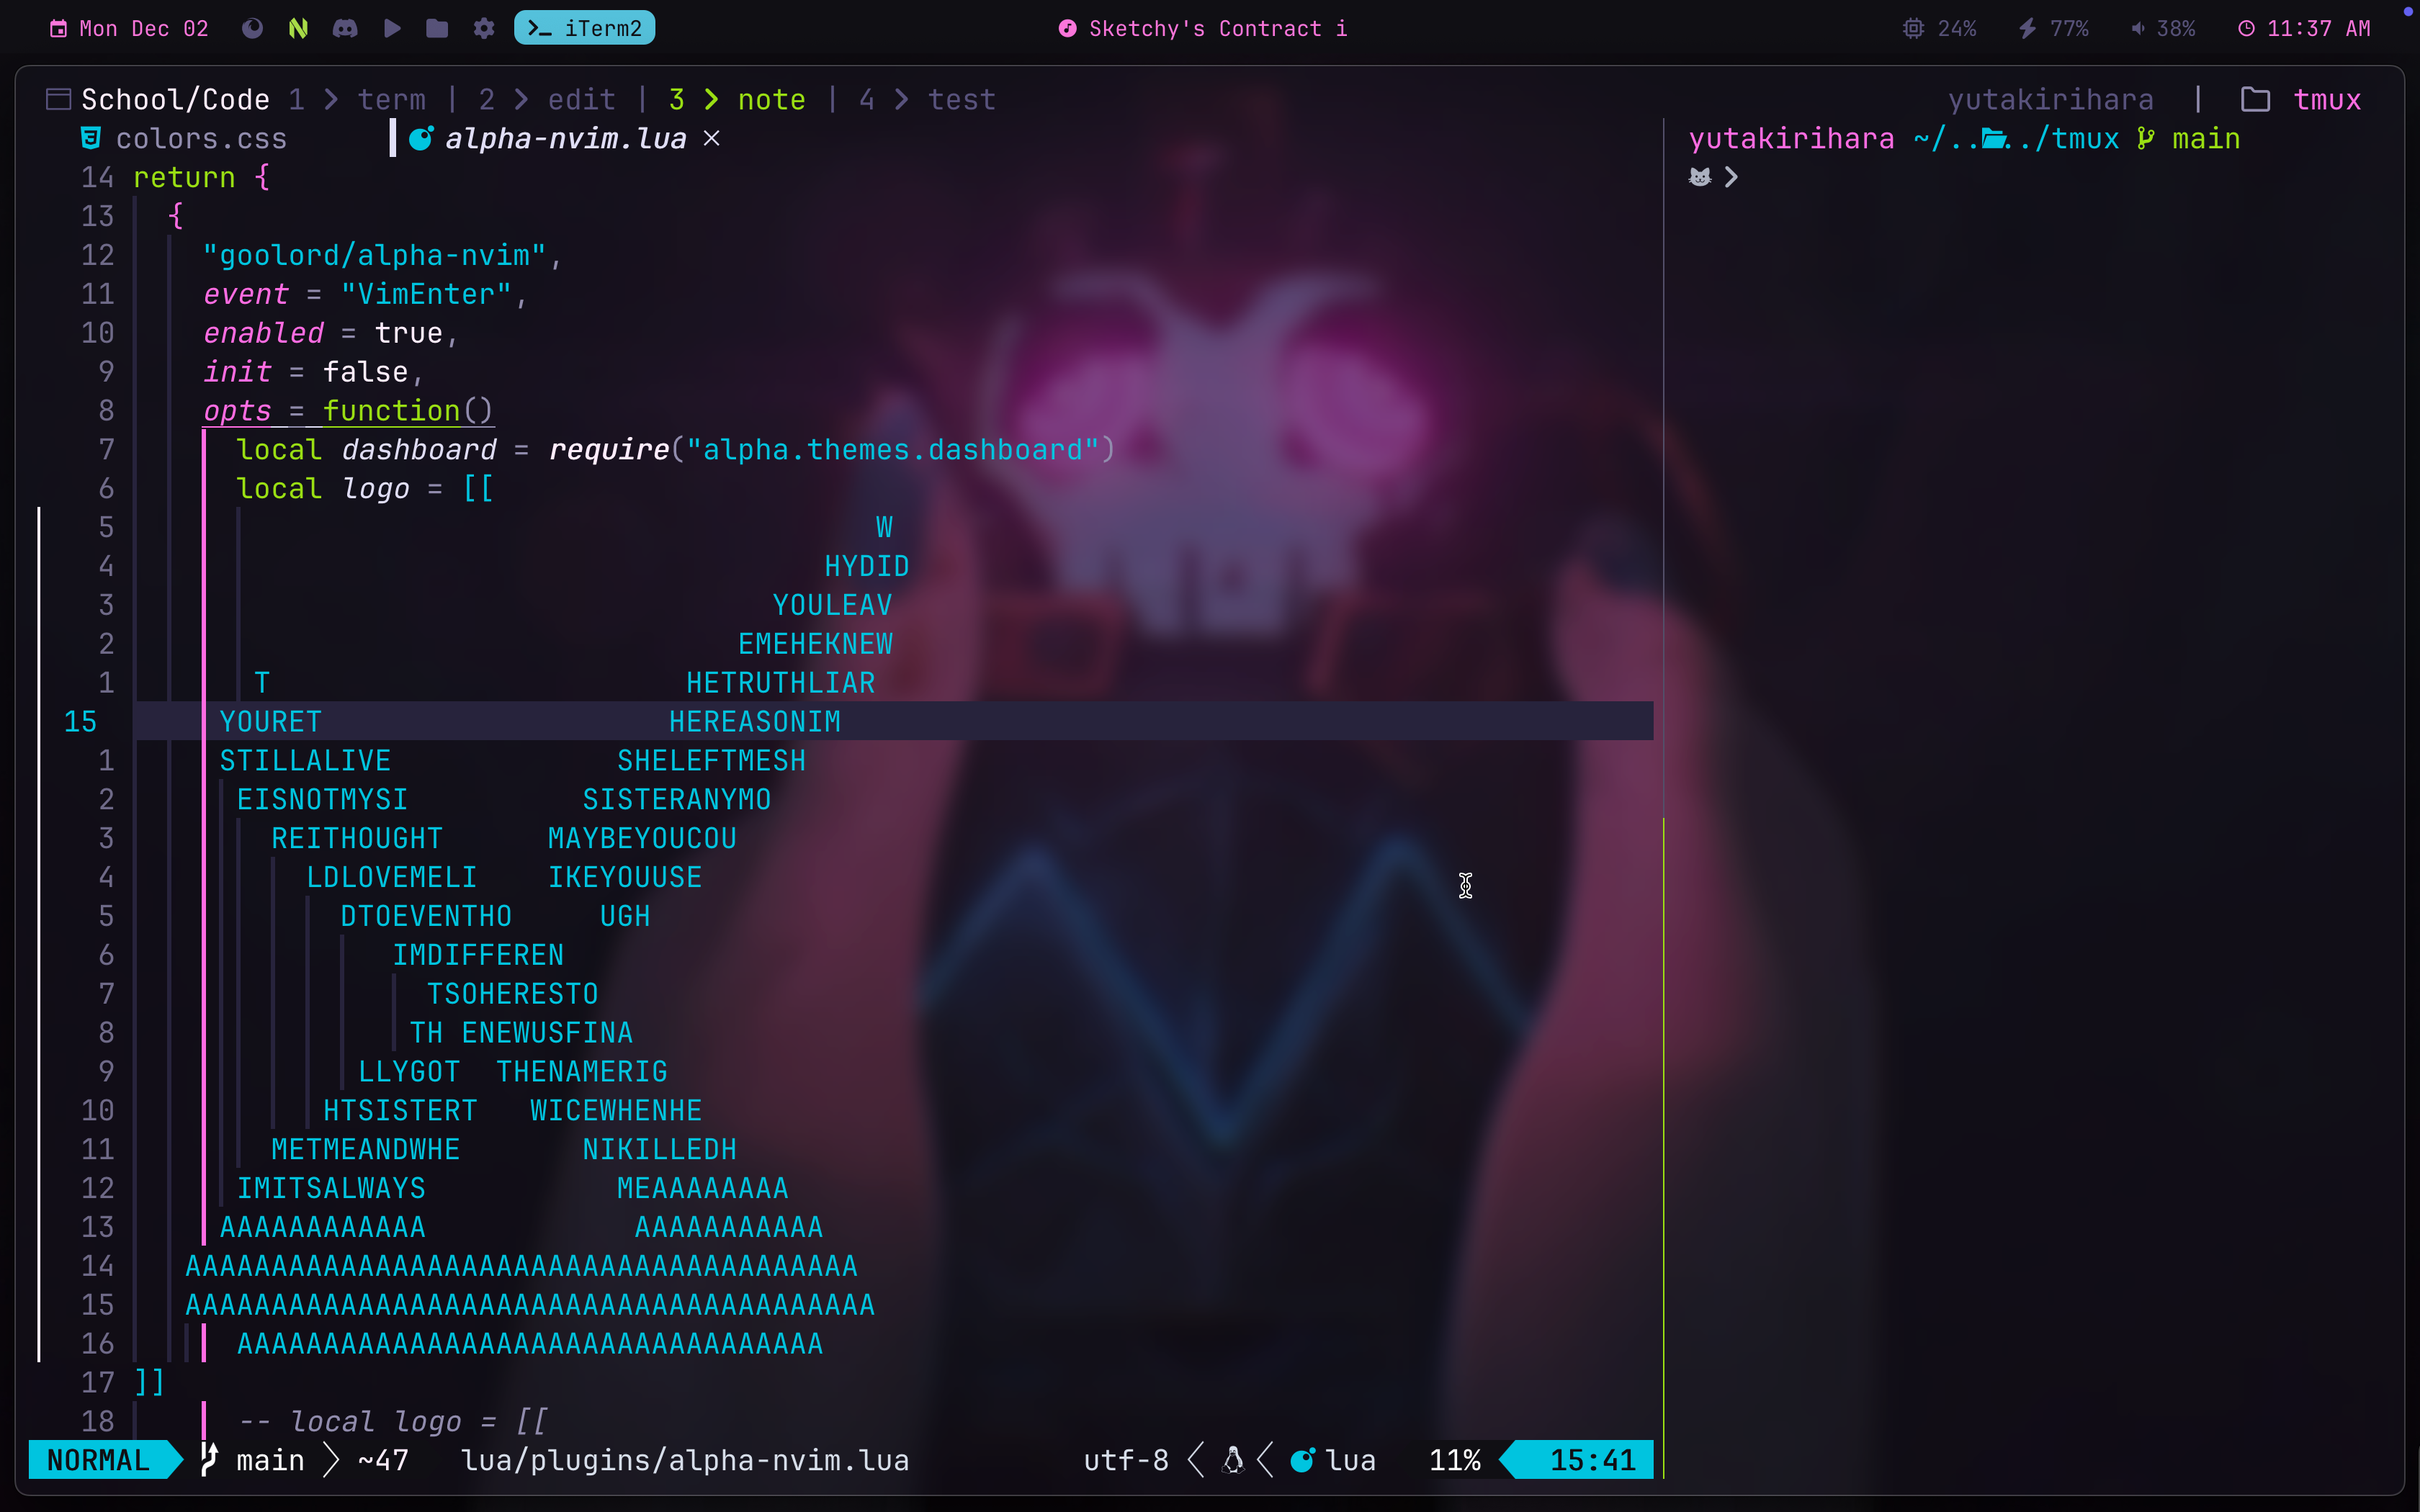 Mon Dec 02 iTerm2 Sketchy's Contract i 24% 77% 38% 11:37 AM
School/Code 1 > term | 2 > edit | 3 > note | 4 > test yutakirihara | tmux
colors.css alpha-nvim.lua ×
14 return {
13 {
12 "goolord/alpha-nvim",
11 event = "VimEnter",
10 enabled = true,
9 init = false,
8 opts = function()
7 local dashboard = require("alpha.themes.dashboard")
6 local logo = [[
5 W
4 HYDID
3 YOULEAV
2 EMEHEKNEW
1 T HETRUTHLIAR
15 YOURET HEREASONIM
1 STILLALIVE SHELEFTMESH
2 EISNOTMYSI SISTERANYMO
3 REITHOUGHT MAYBEYOUCOU
4 LDLOVEMELI IKEYOUUSE
5 DTOEVENTHO UGH
6 IMDIFFEREN
7 TSOHERESTO
8 TH ENEWUSFINA
9 LLYGOT THENAMERIG
10 HTSISTERT WICEWHENHE
11 METMEANDWHE NIKILLEDH
12 IMITSALWAYS MEAAAAAAAA
13 AAAAAAAAAAAA AAAAAAAAAAA
14 AAAAAAAAAAAAAAAAAAAAAAAAAAAAAAAAAAAAAAA
15 AAAAAAAAAAAAAAAAAAAAAAAAAAAAAAAAAAAAAAAA
16 AAAAAAAAAAAAAAAAAAAAAAAAAAAAAAAAAA
17 ]]
18 -- local logo = [[
NORMAL main ~47 lua/plugins/alpha-nvim.lua utf-8 lua 11% 15:41
yutakirihara ~/..../tmux main
>